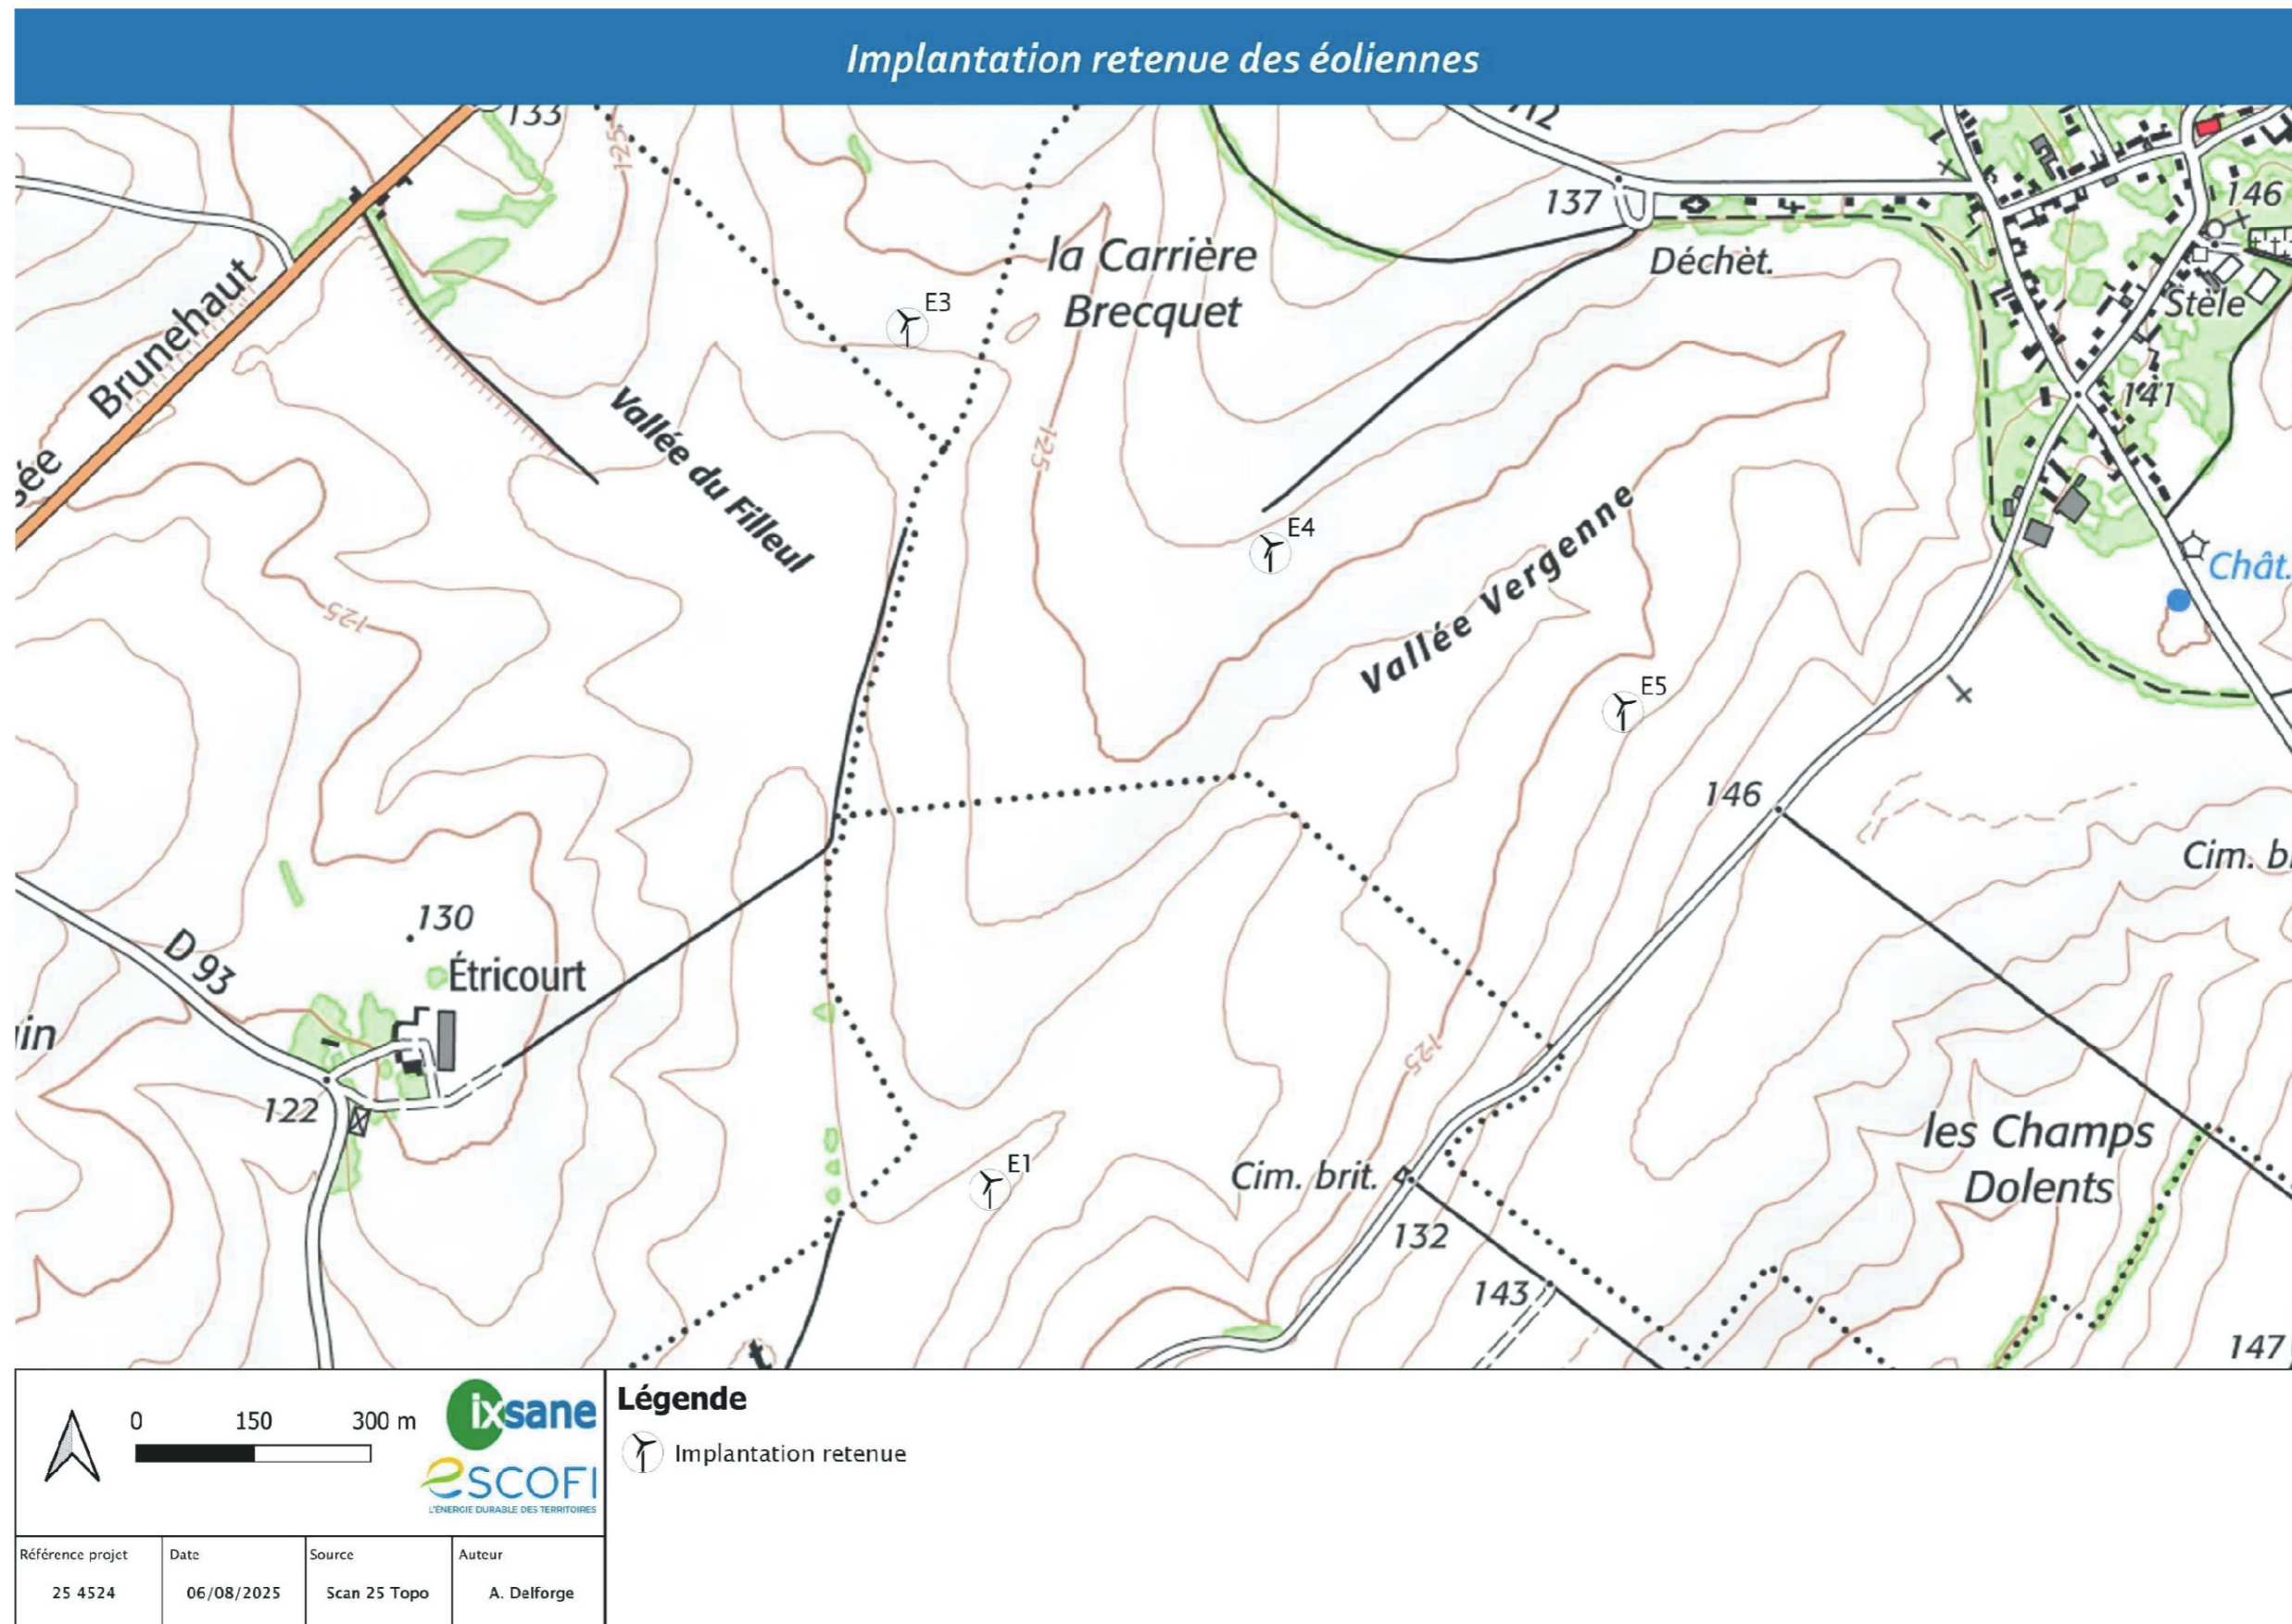 Implantation retenue des éoliennes
133
125
137
Déchèt.
146
Stèle
141
la Carrière
Brecquet
E3
Brunehaut
Vallée du Filleul
125
E4
Vallée Vergenne
Chât.
125
E5
146
130
Étricourt
D 93
122
125
E1
Cim. brit.
132
143
les Champs
Dolents
147
0 150 300 m
ixsane
eSCOFI
L'ÉNERGIE DURABLE DES TERRITOIRES
Légende
Implantation retenue
Référence projet Date Source Auteur
25 4524 06/08/2025 Scan 25 Topo A. Delforge